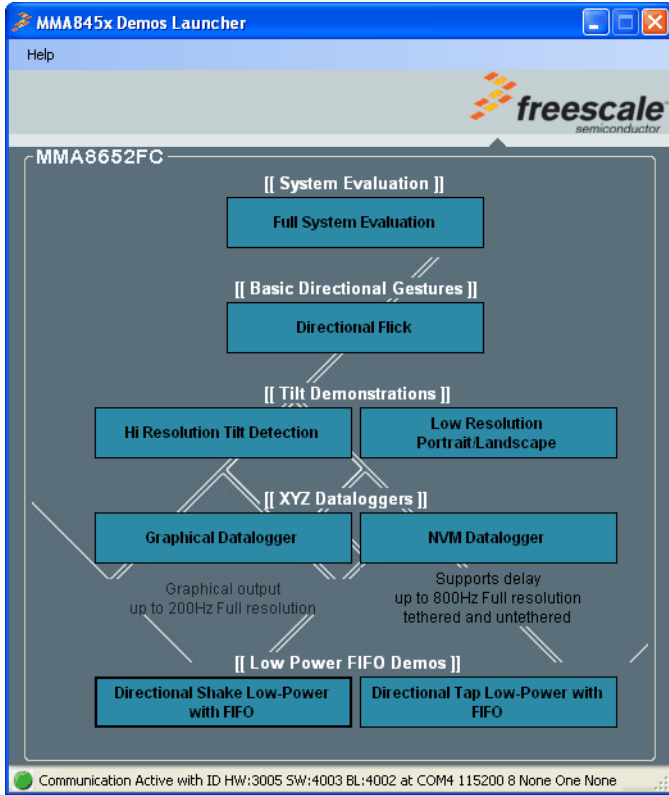 MMA845x Demos Launcher
Help
freescale
semiconductor
MMA8652FC
[[ System Evaluation ]]
Full System Evaluation
[[ Basic Directional Gestures ]]
Directional Flick
[[ Tilt Demonstrations ]]
Hi Resolution Tilt Detection
Low Resolution
Portrait/Landscape
[[ XYZ Dataloggers ]]
Graphical Datalogger
NVM Datalogger
Graphical output
up to 200Hz Full resolution
Supports delay
up to 800Hz Full resolution
tethered and untethered
[[ Low Power FIFO Demos ]]
Directional Shake Low-Power
with FIFO
Directional Tap Low-Power with
FIFO
Communication Active with ID HW:3005 SW:4003 BL:4002 at COM4 115200 8 None One None